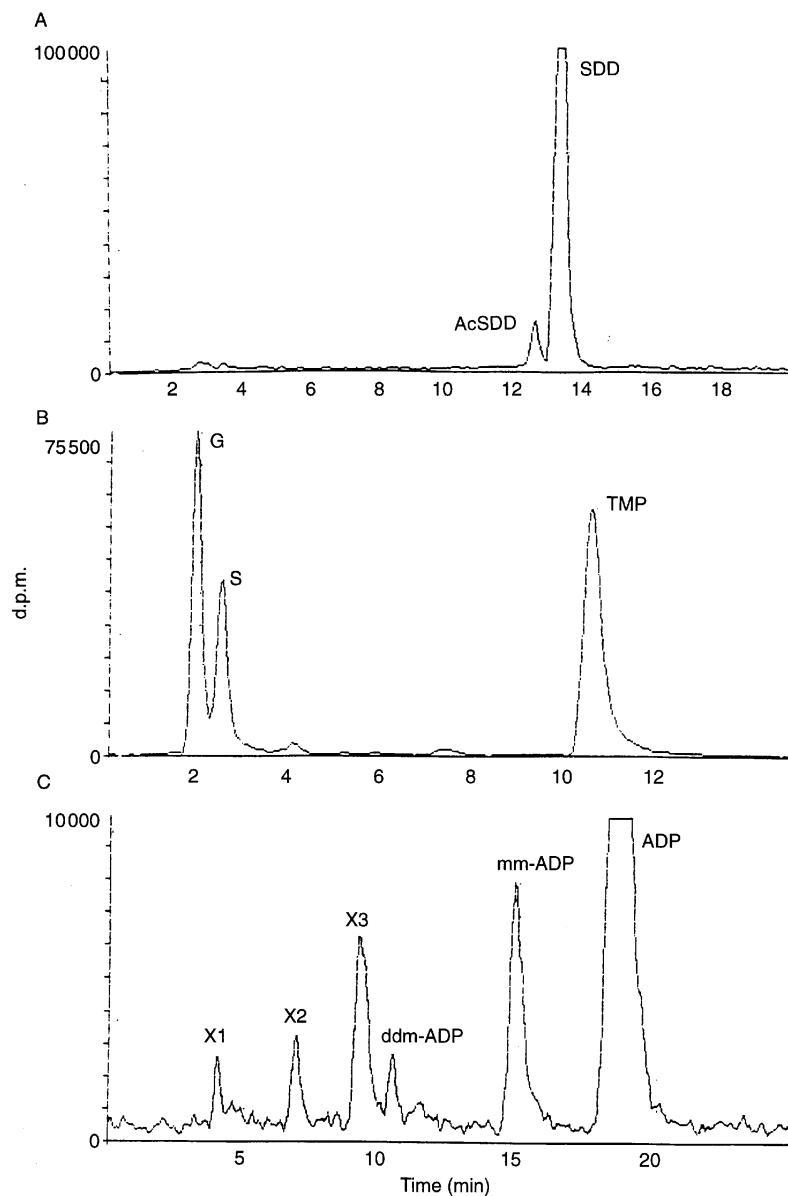 A
100000
SDD
AcSDD
0
2 4 6 8 10 12 14 16 18
B
75500
G
TMP
S
d.p.m.
0
2 4 6 8 10 12
C
10000
ADP
mm-ADP
X3
X1
X2
ddm-ADP
0
5 10 15 20
Time (min)